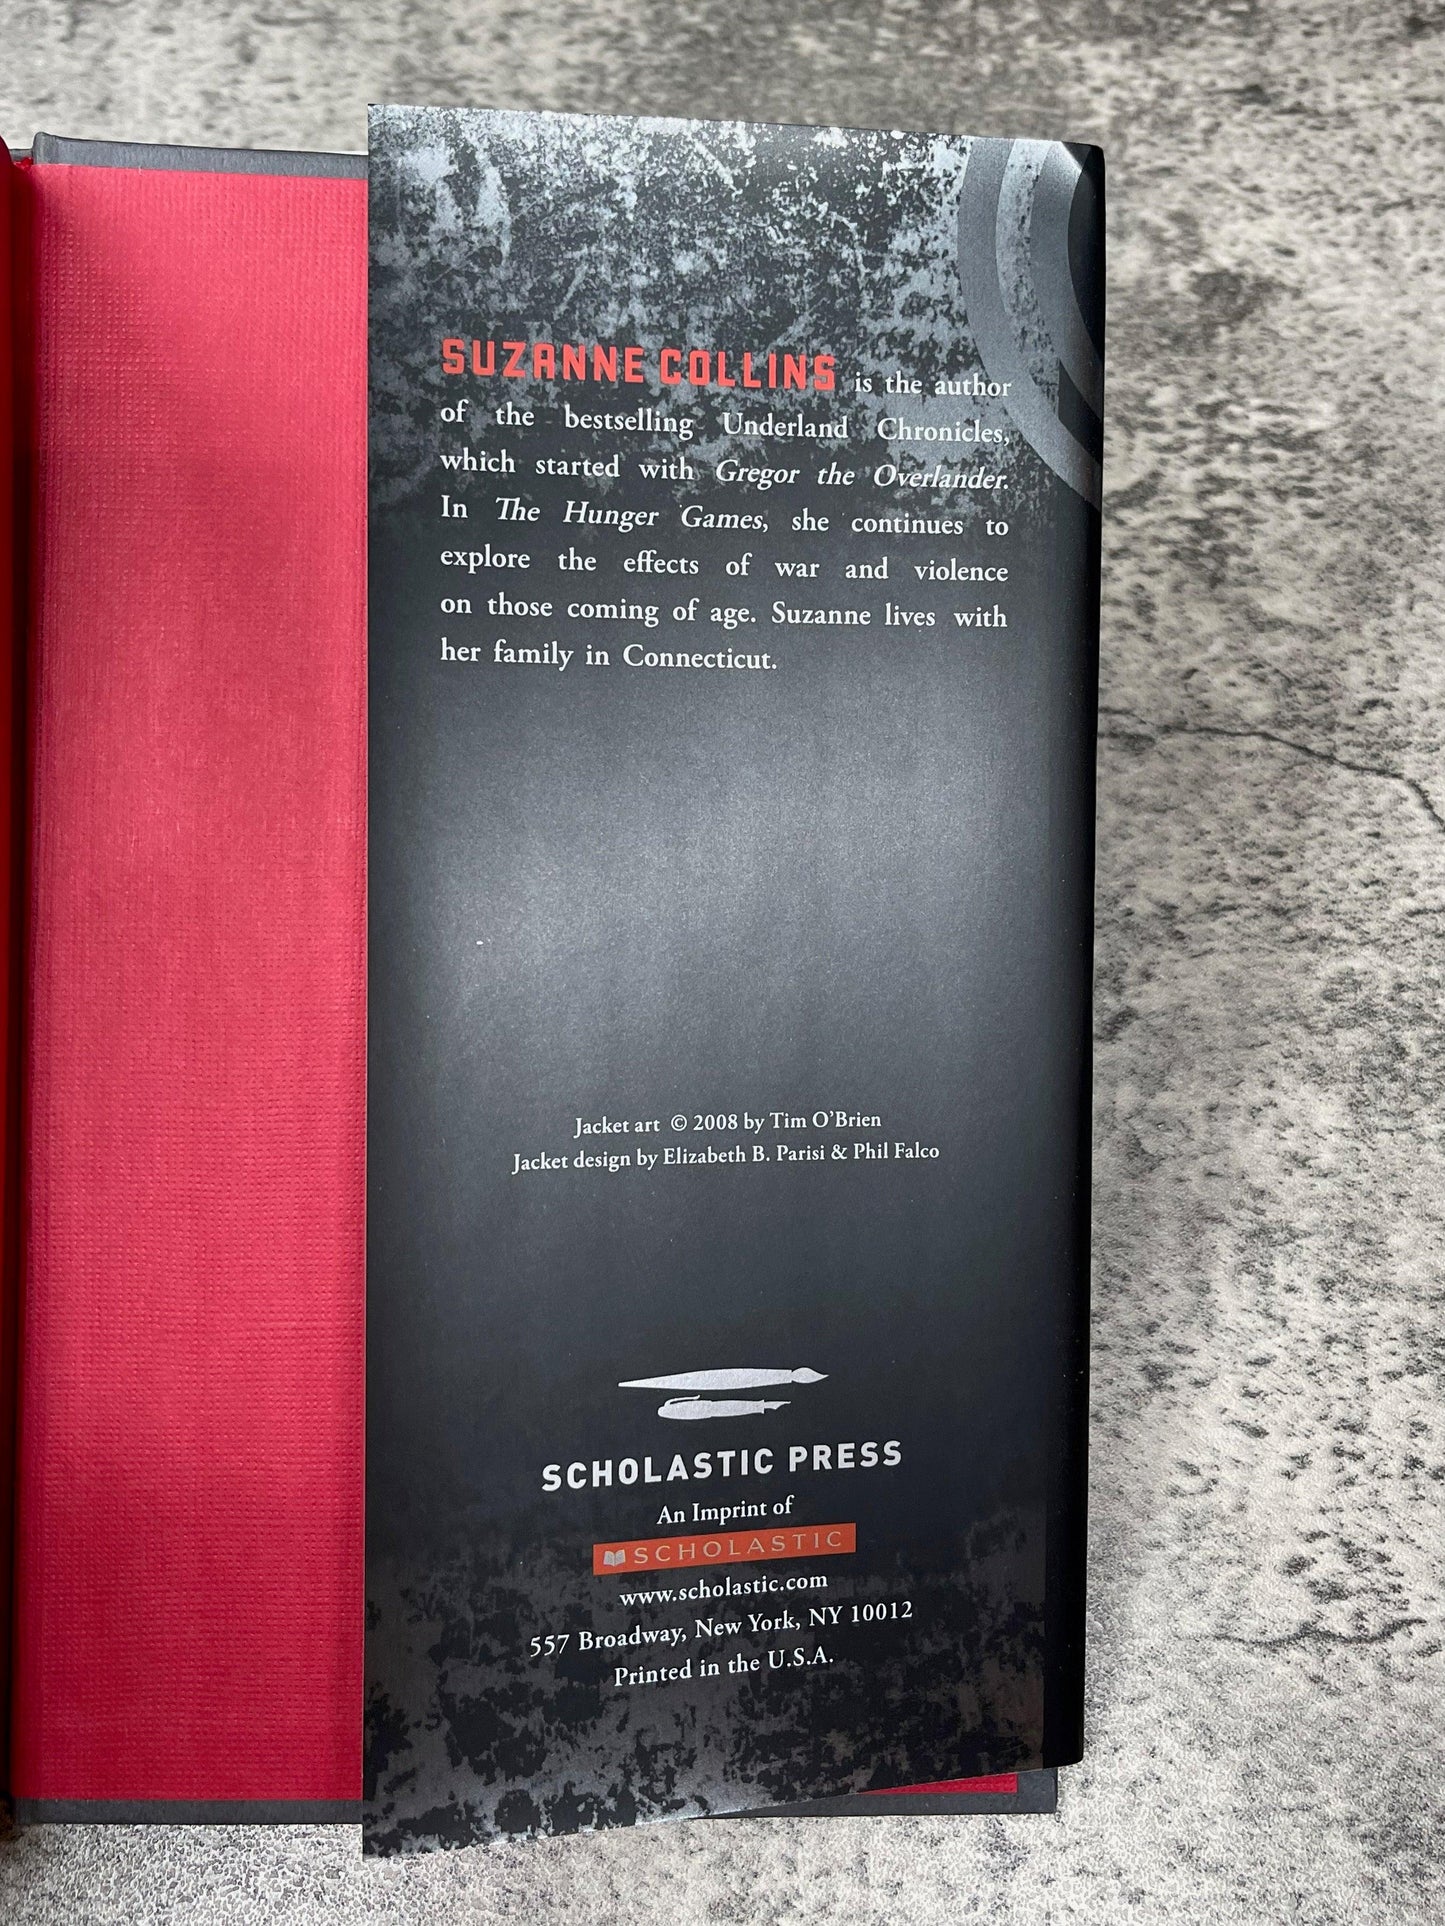 SUZANNE COLLINS is the author
of the bestselling Underland Chronicles,
which started with Gregor the Overlander.
In The Hunger Games, she continues to
explore the effects of war and violence
on those coming of age. Suzanne lives with
her family in Connecticut.
Jacket art © 2008 by Tim O’Brien
Jacket design by Elizabeth B. Parisi & Phil Falco
SCHOLASTIC PRESS
An Imprint of
SCHOLASTIC
www.scholastic.com
557 Broadway, New York, NY 10012
Printed in the U.S.A.